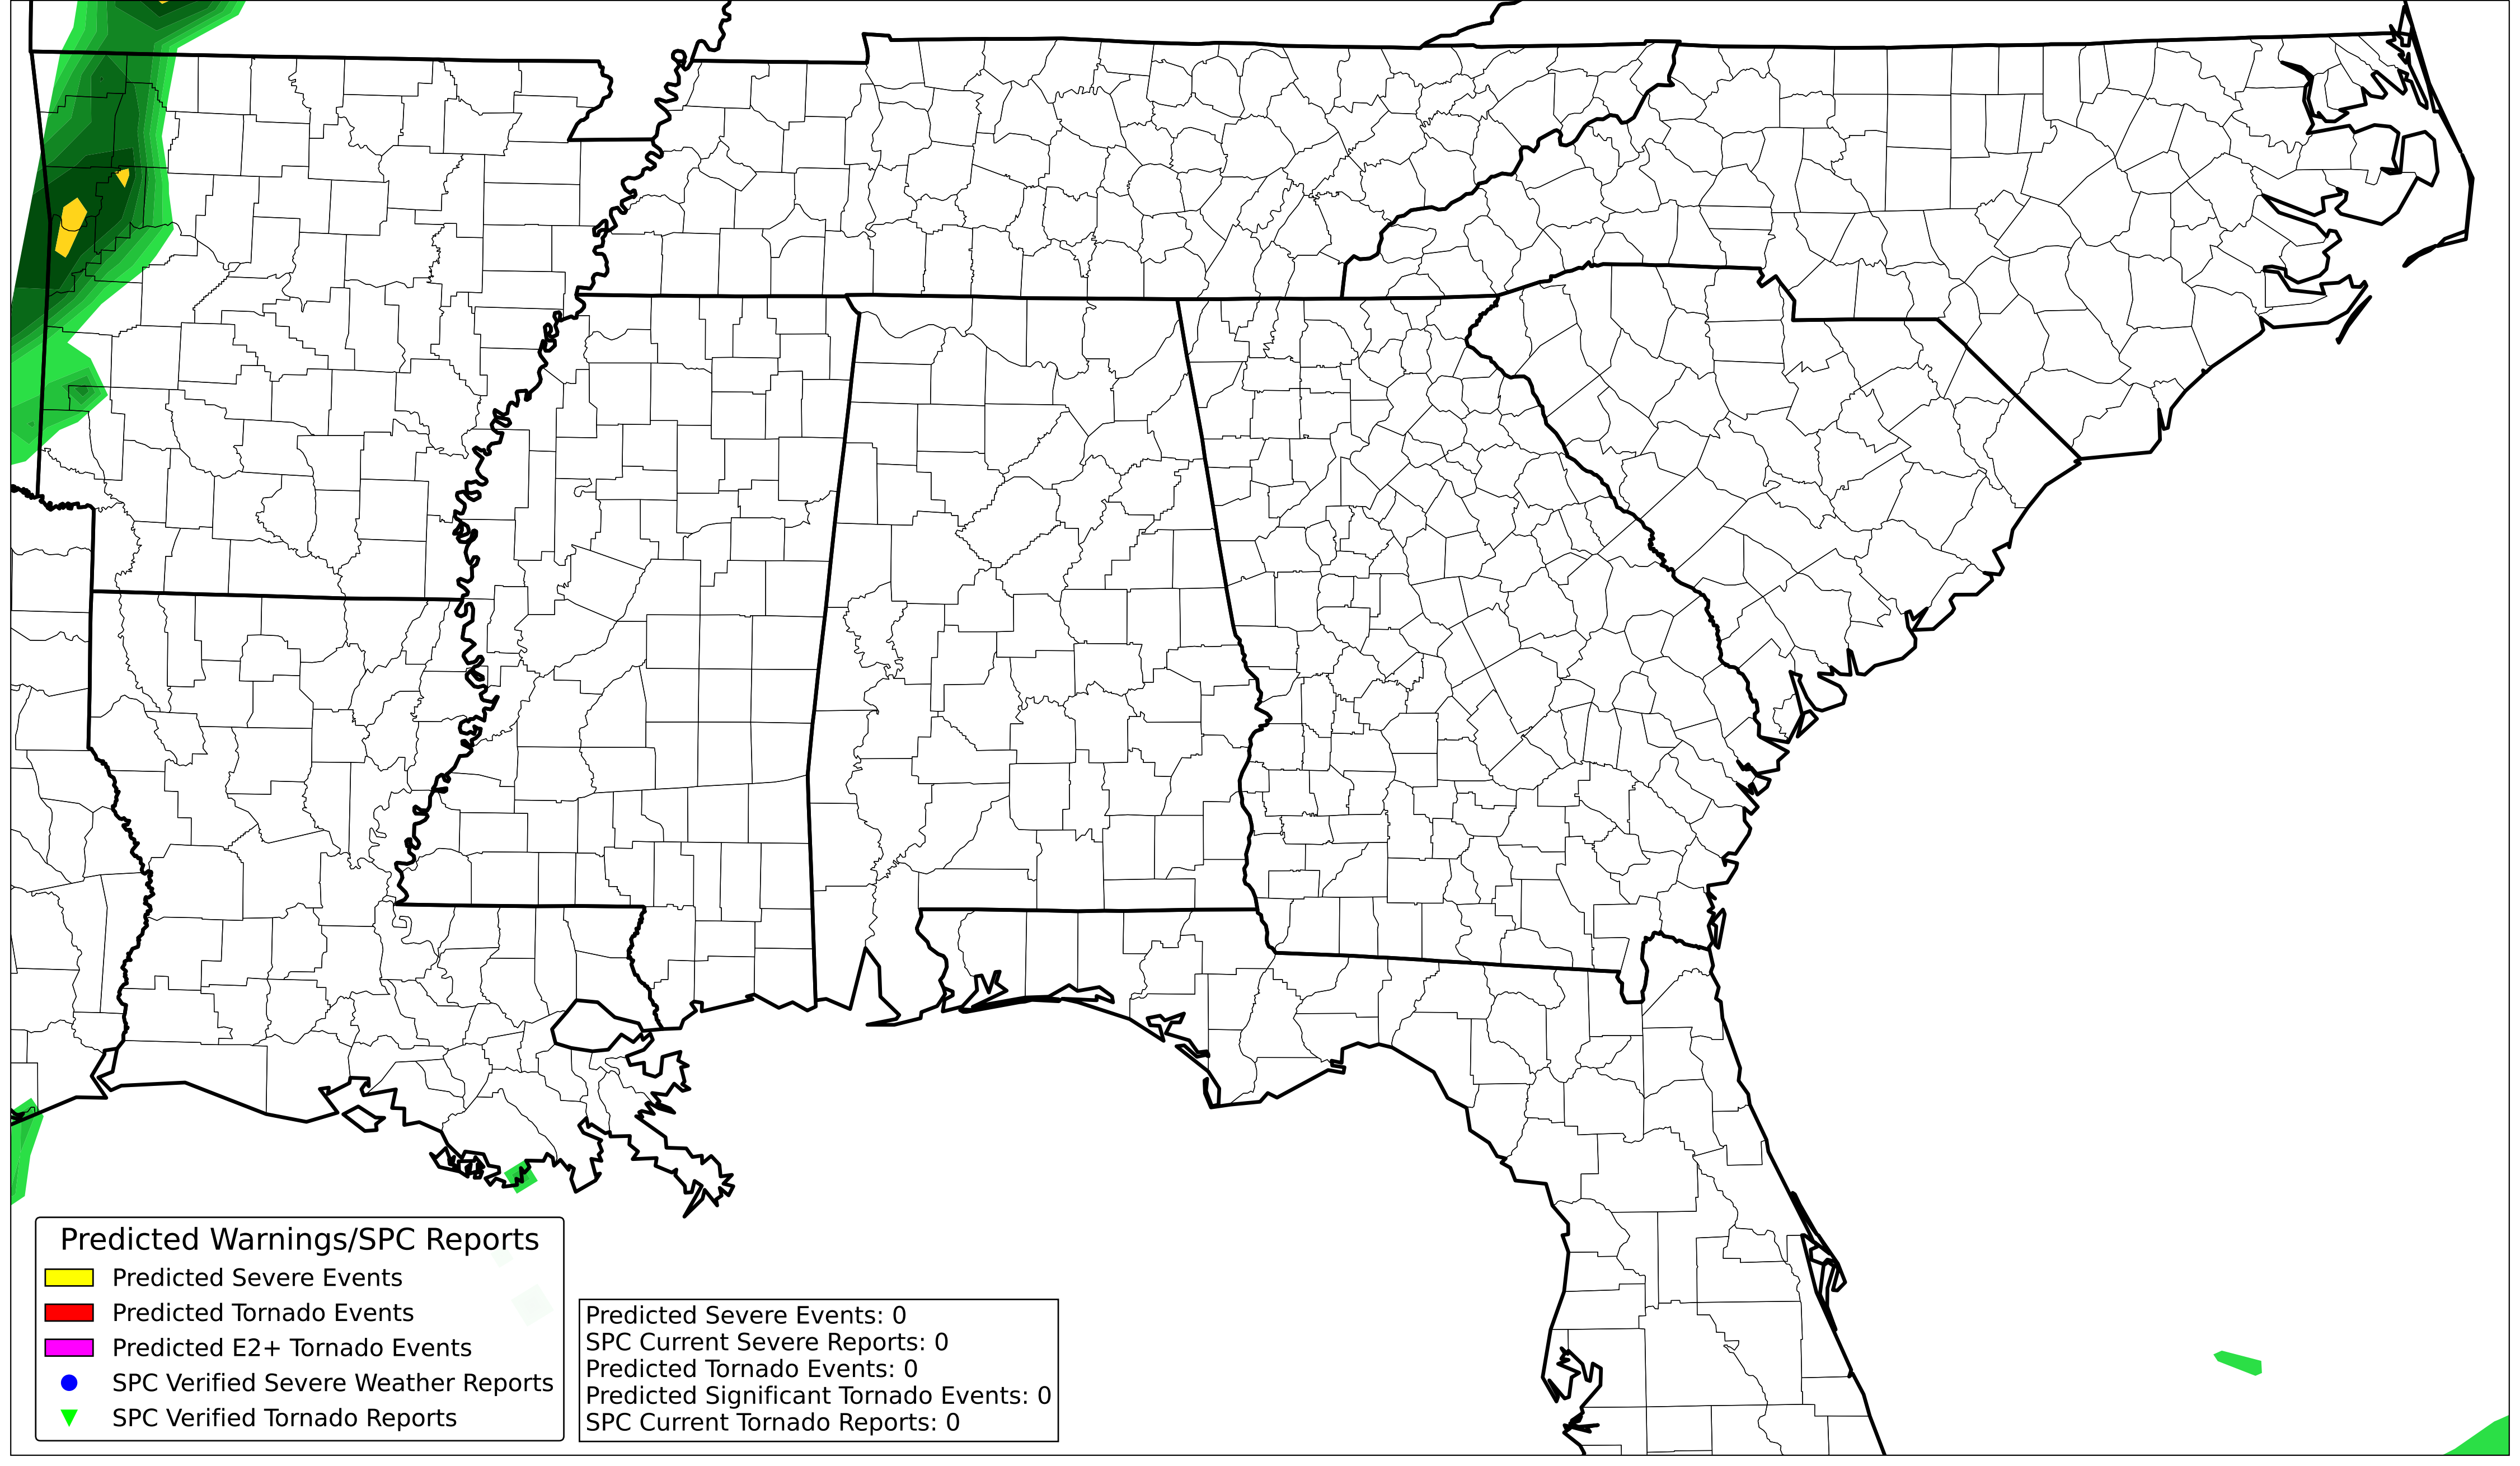 Predicted Warnings/SPC Reports
Predicted Severe Events
Predicted Tornado Events
Predicted E2+ Tornado Events
SPC Verified Severe Weather Reports
SPC Verified Tornado Reports
Predicted Severe Events: 0
SPC Current Severe Reports: 0
Predicted Tornado Events: 0
Predicted Significant Tornado Events: 0
SPC Current Tornado Reports: 0